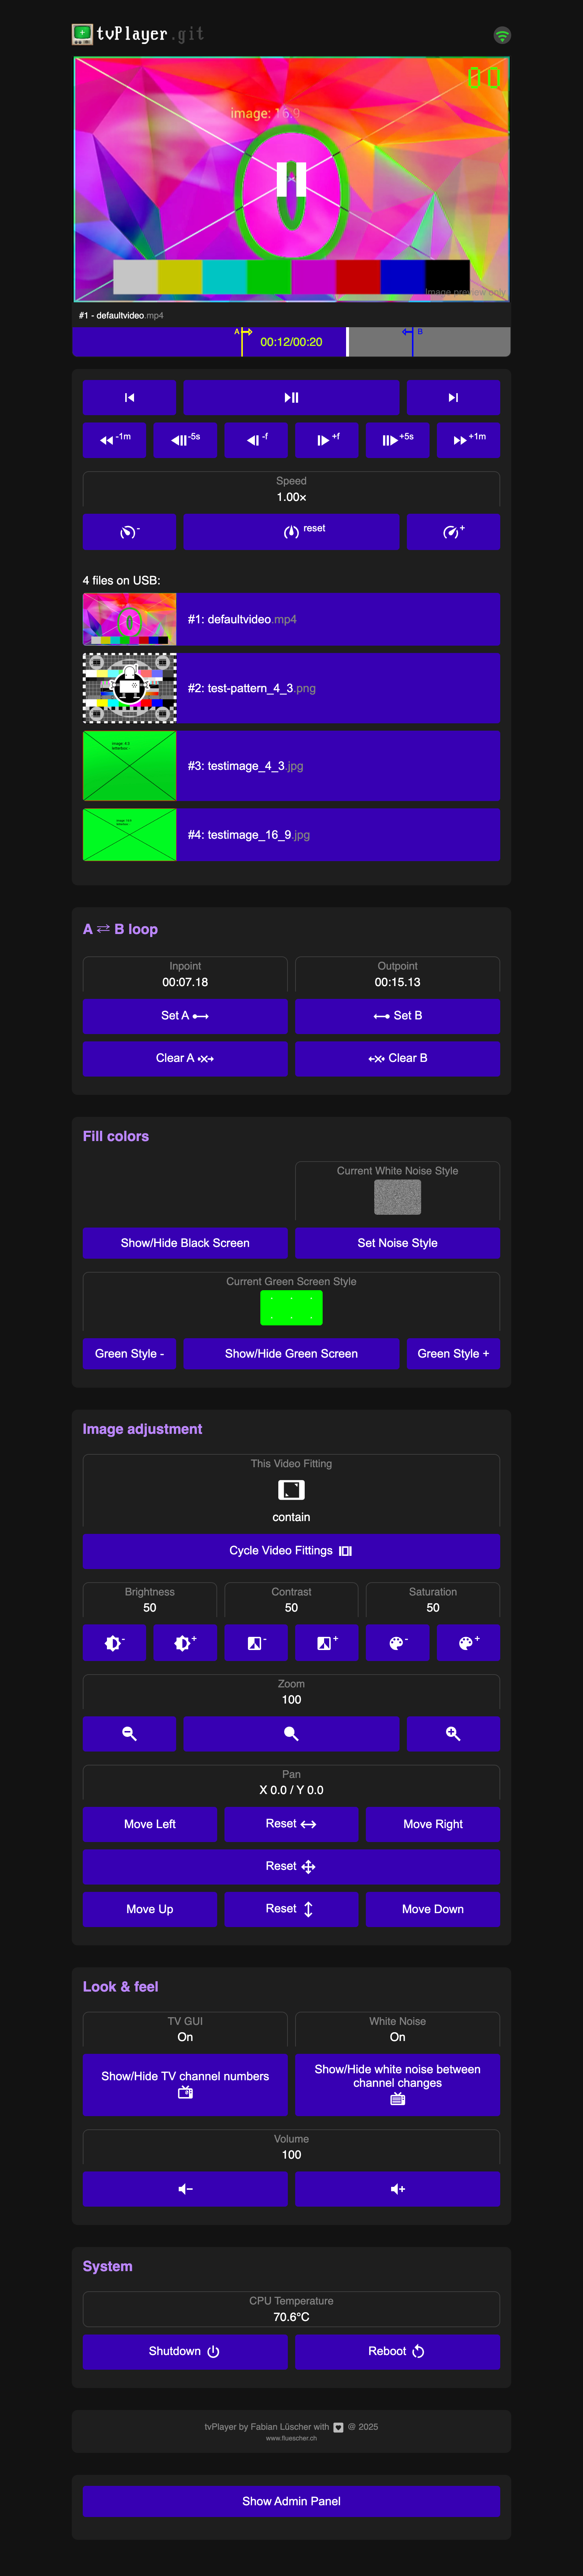 tvPlayer.git
00
image: 16:9
0
Image preview only
#1 - defaultvideo.mp4
A 00:12/00:20 B
-1m -5s -f +f +5s +1m
Speed
1.00×
- reset +
4 files on USB:
#1: defaultvideo.mp4
#2: test-pattern_4_3.png
#3: testimage_4_3.jpg
#4: testimage_16_9.jpg
A ⇄ B loop
Inpoint Outpoint
00:07.18 00:15.13
Set A Set B
Clear A Clear B
Fill colors
Current White Noise Style
Show/Hide Black Screen Set Noise Style
Current Green Screen Style
Green Style - Show/Hide Green Screen Green Style +
Image adjustment
This Video Fitting
contain
Cycle Video Fittings
Brightness Contrast Saturation
50 50 50
- + - + - +
Zoom
100
Pan
X 0.0 / Y 0.0
Move Left Reset Move Right
Reset
Move Up Reset Move Down
Look & feel
TV GUI White Noise
On On
Show/Hide TV channel numbers Show/Hide white noise between
channel changes
Volume
100
System
CPU Temperature
70.6°C
Shutdown Reboot
tvPlayer by Fabian Lüscher with @ 2025
www.fluescher.ch
Show Admin Panel